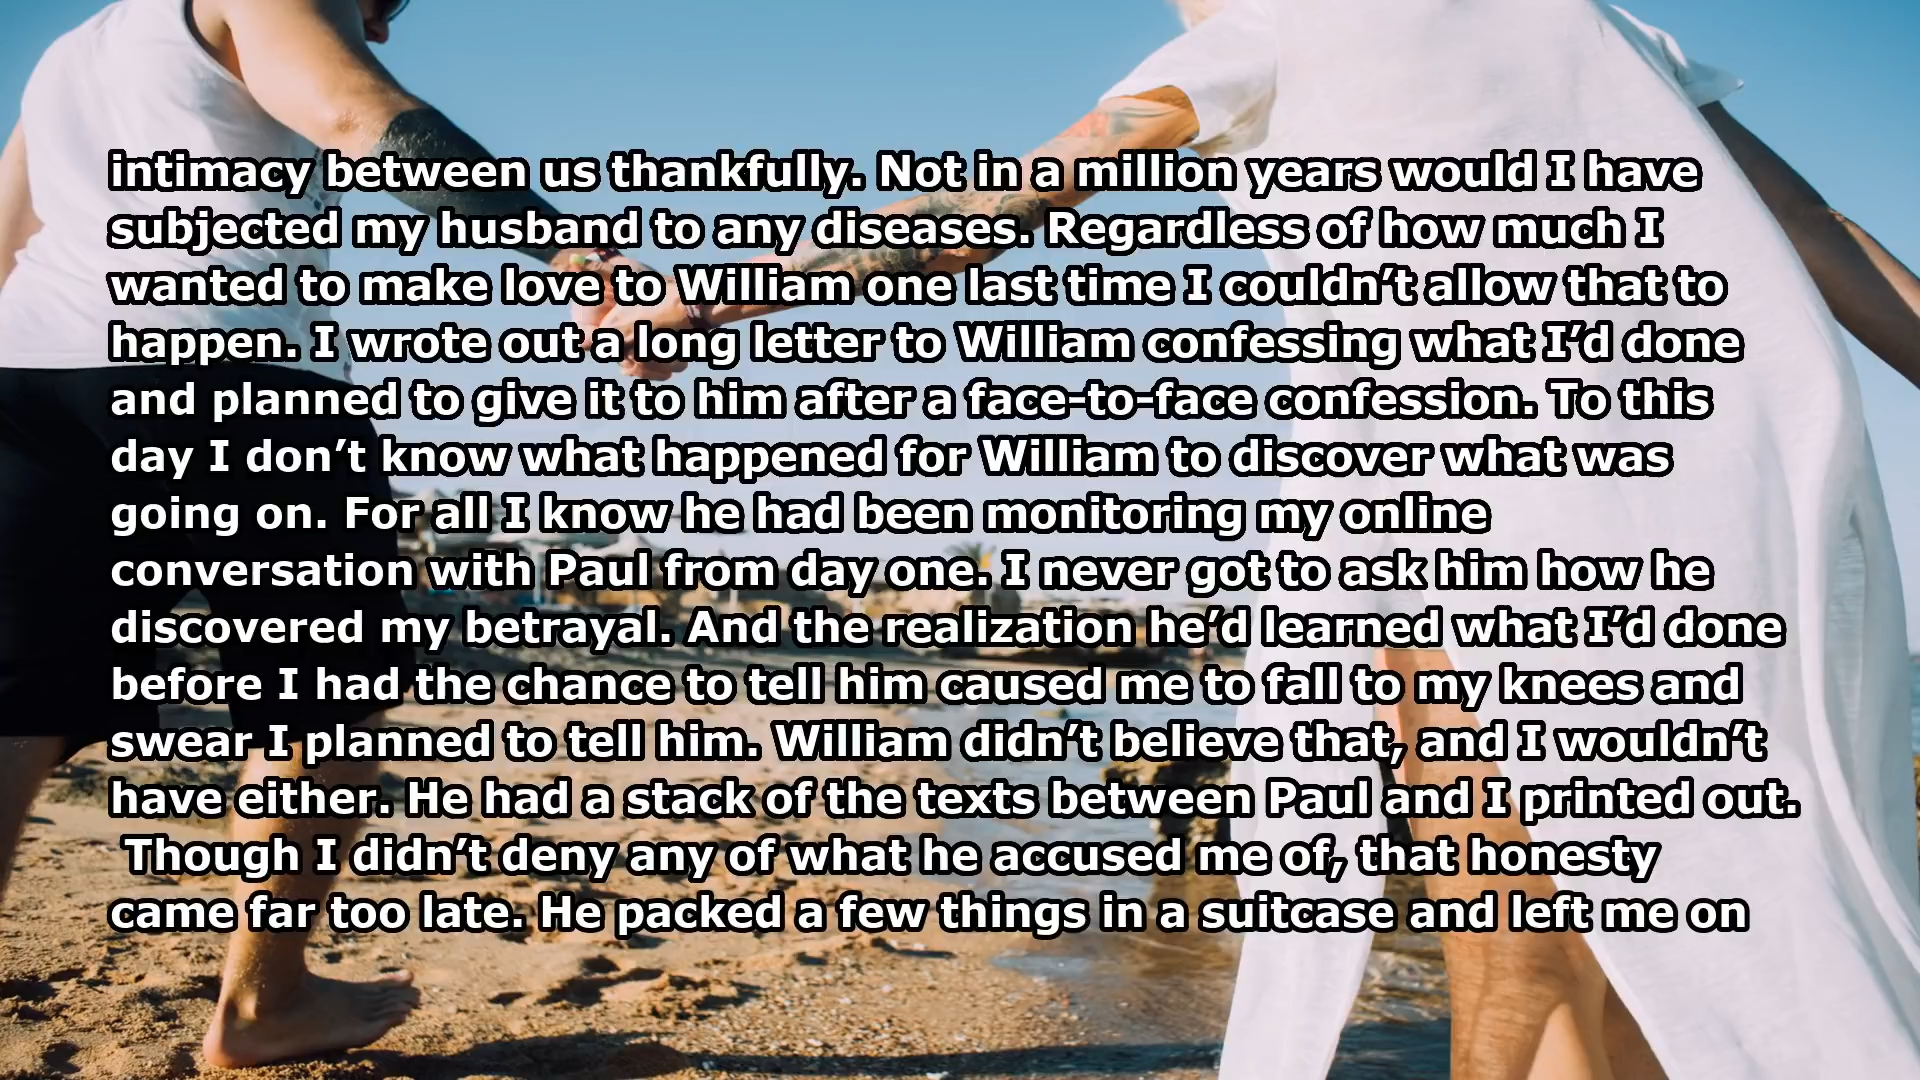 intimacy between us thankfully. Not in a million years would I have
subjected my husband to any diseases. Regardless of how much I
wanted to make love to William one last time I couldn’t allow that to
happen. I wrote out a long letter to William confessing what I’d done
and planned to give it to him after a face-to-face confession. To this
day I don’t know what happened for William to discover what was
going on. For all I know he had been monitoring my online
conversation with Paul from day one. I never got to ask him how he
discovered my betrayal. And the realization he’d learned what I’d done
before I had the chance to tell him caused me to fall to my knees and
swear I planned to tell him. William didn’t believe that, and I wouldn’t
have either. He had a stack of the texts between Paul and I printed out.
Though I didn’t deny any of what he accused me of, that honesty
came far too late. He packed a few things in a suitcase and left me on